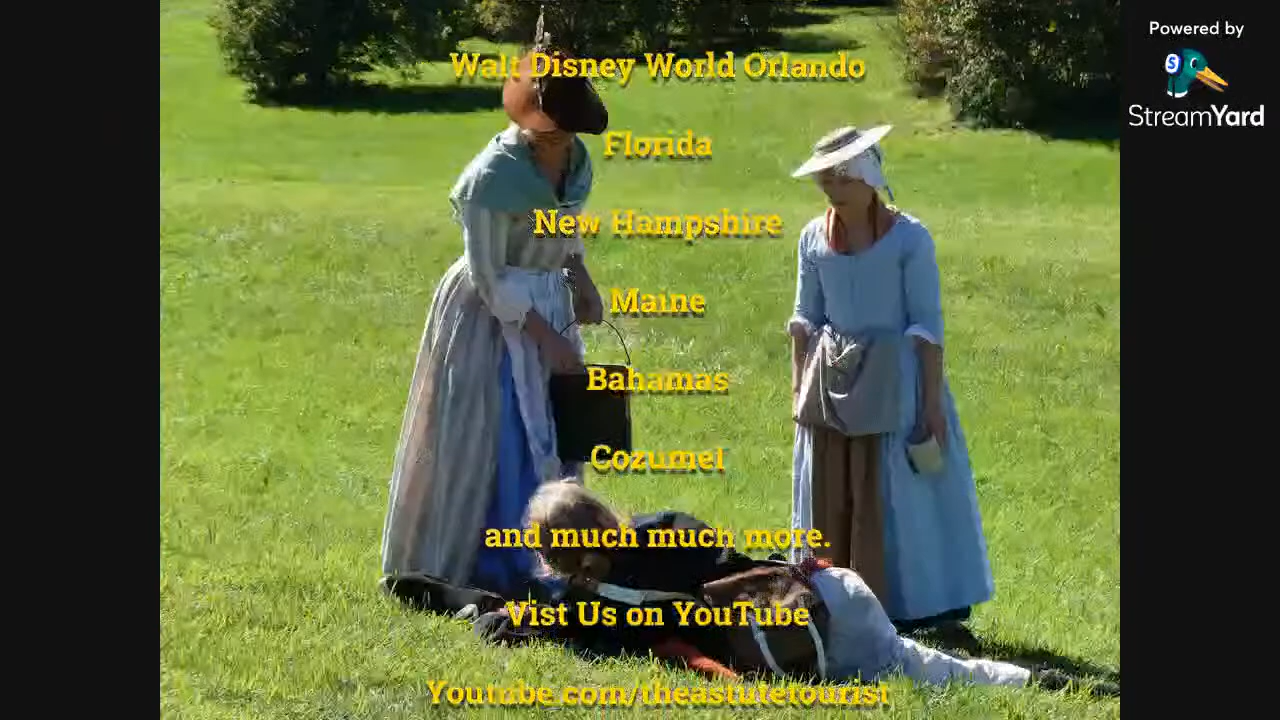 Powered by
StreamYard
Walt Disney World Orlando
Florida
New Hampshire
Maine
Bahamas
Cozumel
and much much more.
Vist Us on YouTube
Youtube.com/theastutetourist